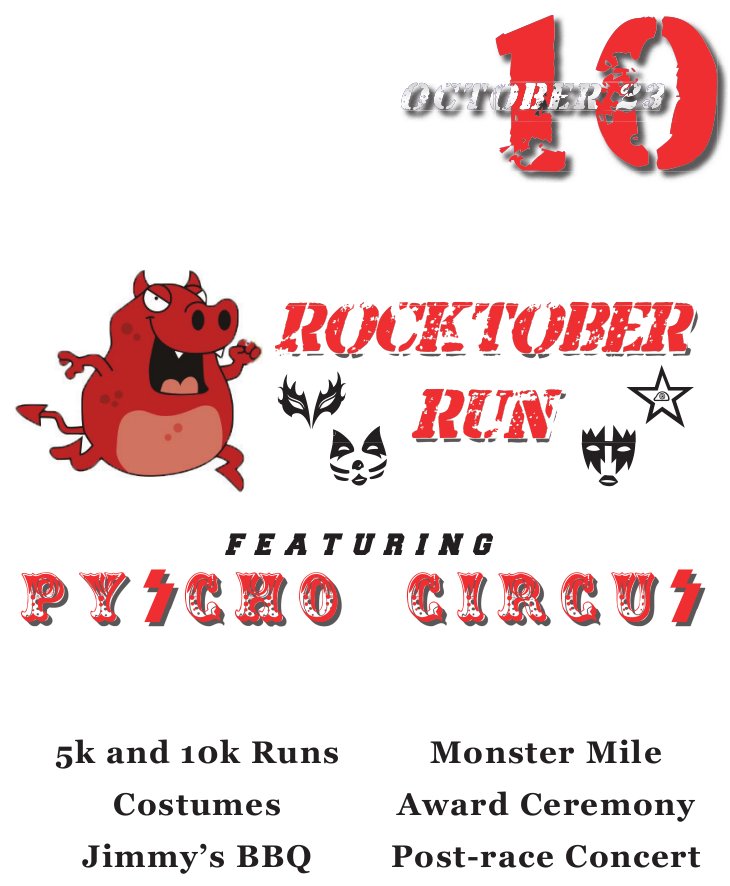 10
OCTOBER 23
ROCKTOBER
RUN
FEATURING
PYSCHO CIRCUS
5k and 10k Runs
Monster Mile
Costumes
Award Ceremony
Jimmy's BBQ
Post-race Concert